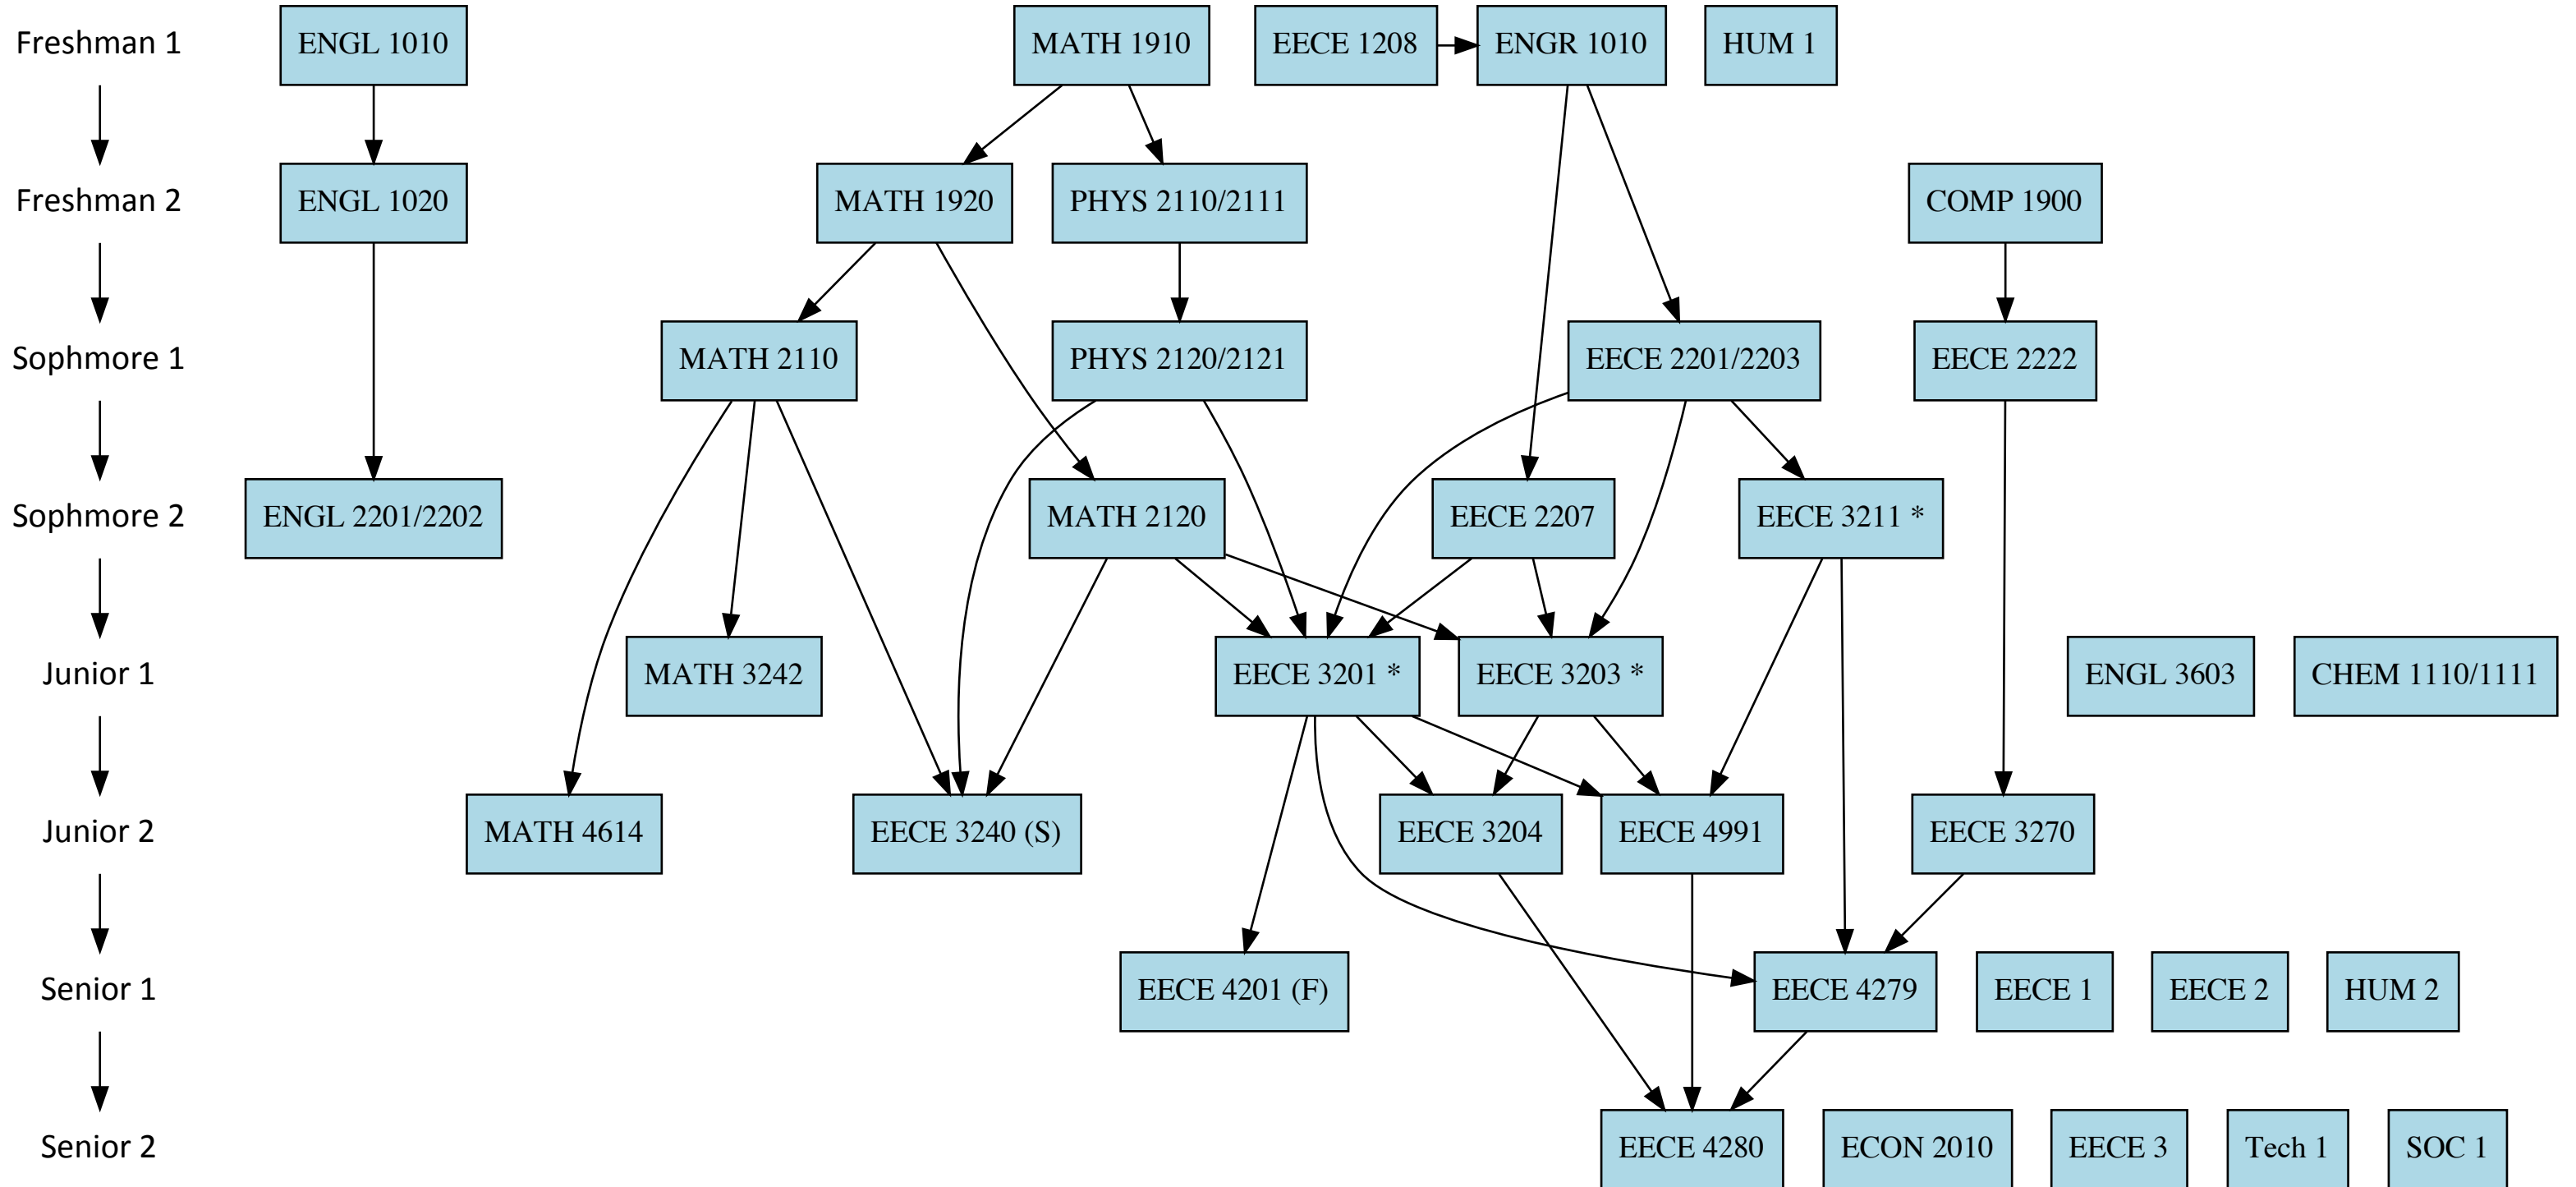 Freshman 1
ENGL 1010
MATH 1910
EECE 1208
ENGR 1010
HUM 1
Freshman 2
ENGL 1020
MATH 1920
PHYS 2110/2111
COMP 1900
Sophmore 1
MATH 2110
PHYS 2120/2121
EECE 2201/2203
EECE 2222
Sophmore 2
ENGL 2201/2202
MATH 2120
EECE 2207
EECE 3211 *
Junior 1
MATH 3242
EECE 3201 *
EECE 3203 *
ENGL 3603
CHEM 1110/1111
Junior 2
MATH 4614
EECE 3240 (S)
EECE 3204
EECE 4991
EECE 3270
Senior 1
EECE 4201 (F)
EECE 4279
EECE 1
EECE 2
HUM 2
Senior 2
EECE 4280
ECON 2010
EECE 3
Tech 1
SOC 1